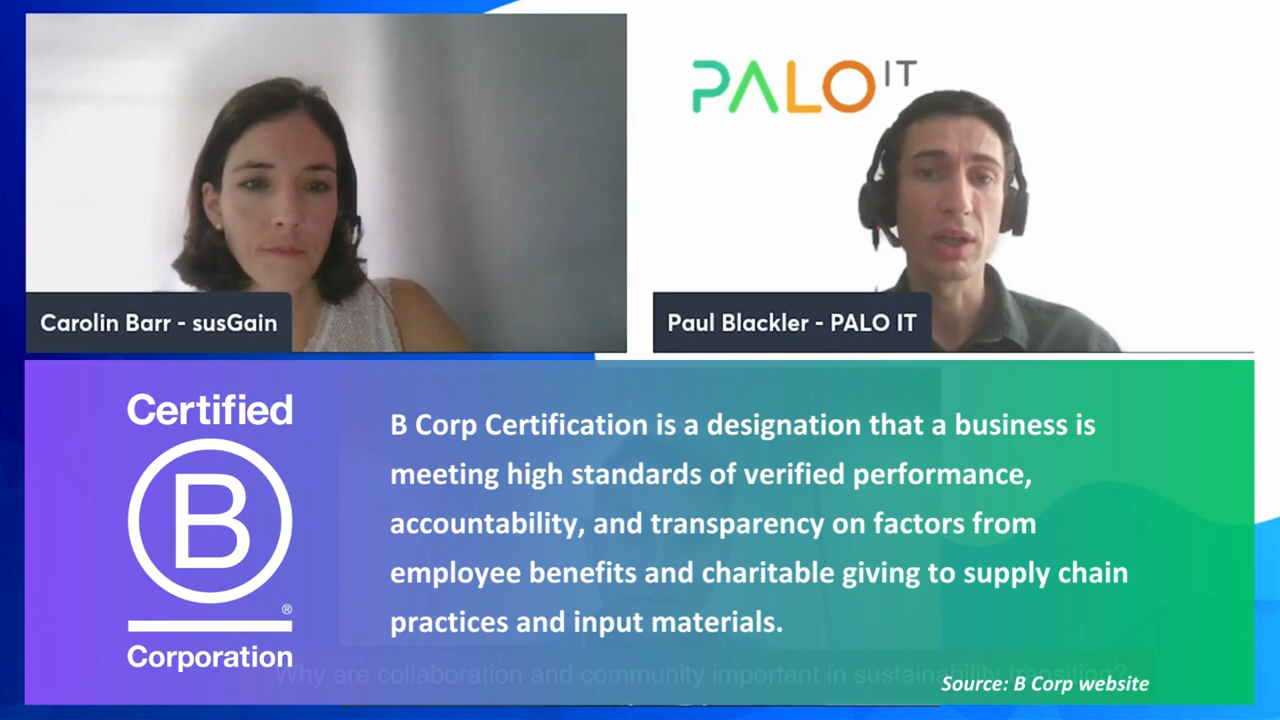 PALO IT
Carolin Barr - susGain
Paul Blackler - PALO IT
Certified
B
®
Corporation
B Corp Certification is a designation that a business is
meeting high standards of verified performance,
accountability, and transparency on factors from
employee benefits and charitable giving to supply chain
practices and input materials.
Why are collaboration and community important in sustainability transition?
Source: B Corp website